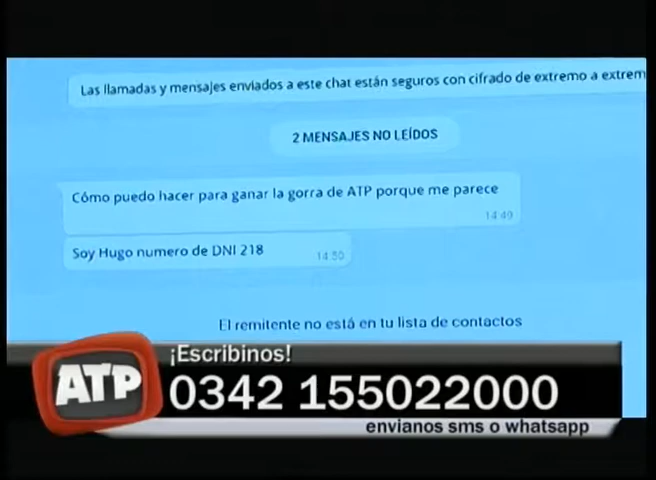 Las llamadas y mensajes enviados a este chat están seguros con cifrado de extremo a extrem
2 MENSAJES NO LEÍDOS
Cómo puedo hacer para ganar la gorra de ATP porque me parece
14:49
Soy Hugo numero de DNI 218
14:50
El remitente no está en tu lista de contactos
¡Escribinos!
ATP
0342 155022000
envianos sms o whatsapp